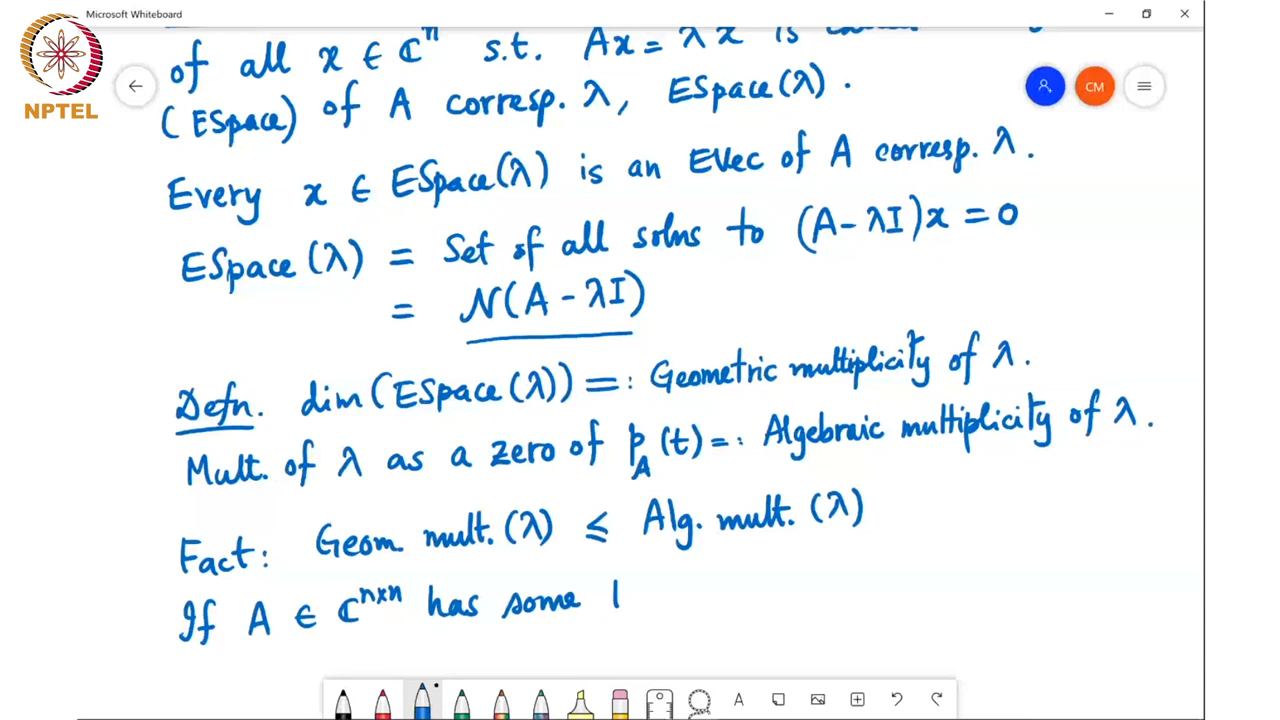 Microsoft Whiteboard
NPTEL
of all x ∈ ℂⁿ s.t. Ax = λx is
(ESpace) of A corresp. λ, ESpace(λ).
CM
Every x ∈ ESpace(λ) is an EVec of A corresp. λ.
ESpace(λ) = Set of all solns to (A - λI)x = 0
= N(A - λI)
Defn. dim(ESpace(λ)) =: Geometric multiplicity of λ.
Mult. of λ as a zero of p_A(t) =: Algebraic multiplicity of λ.
Fact: Geom. mult.(λ) ≤ Alg. mult.(λ)
If A ∈ ℂⁿˣⁿ has some
A